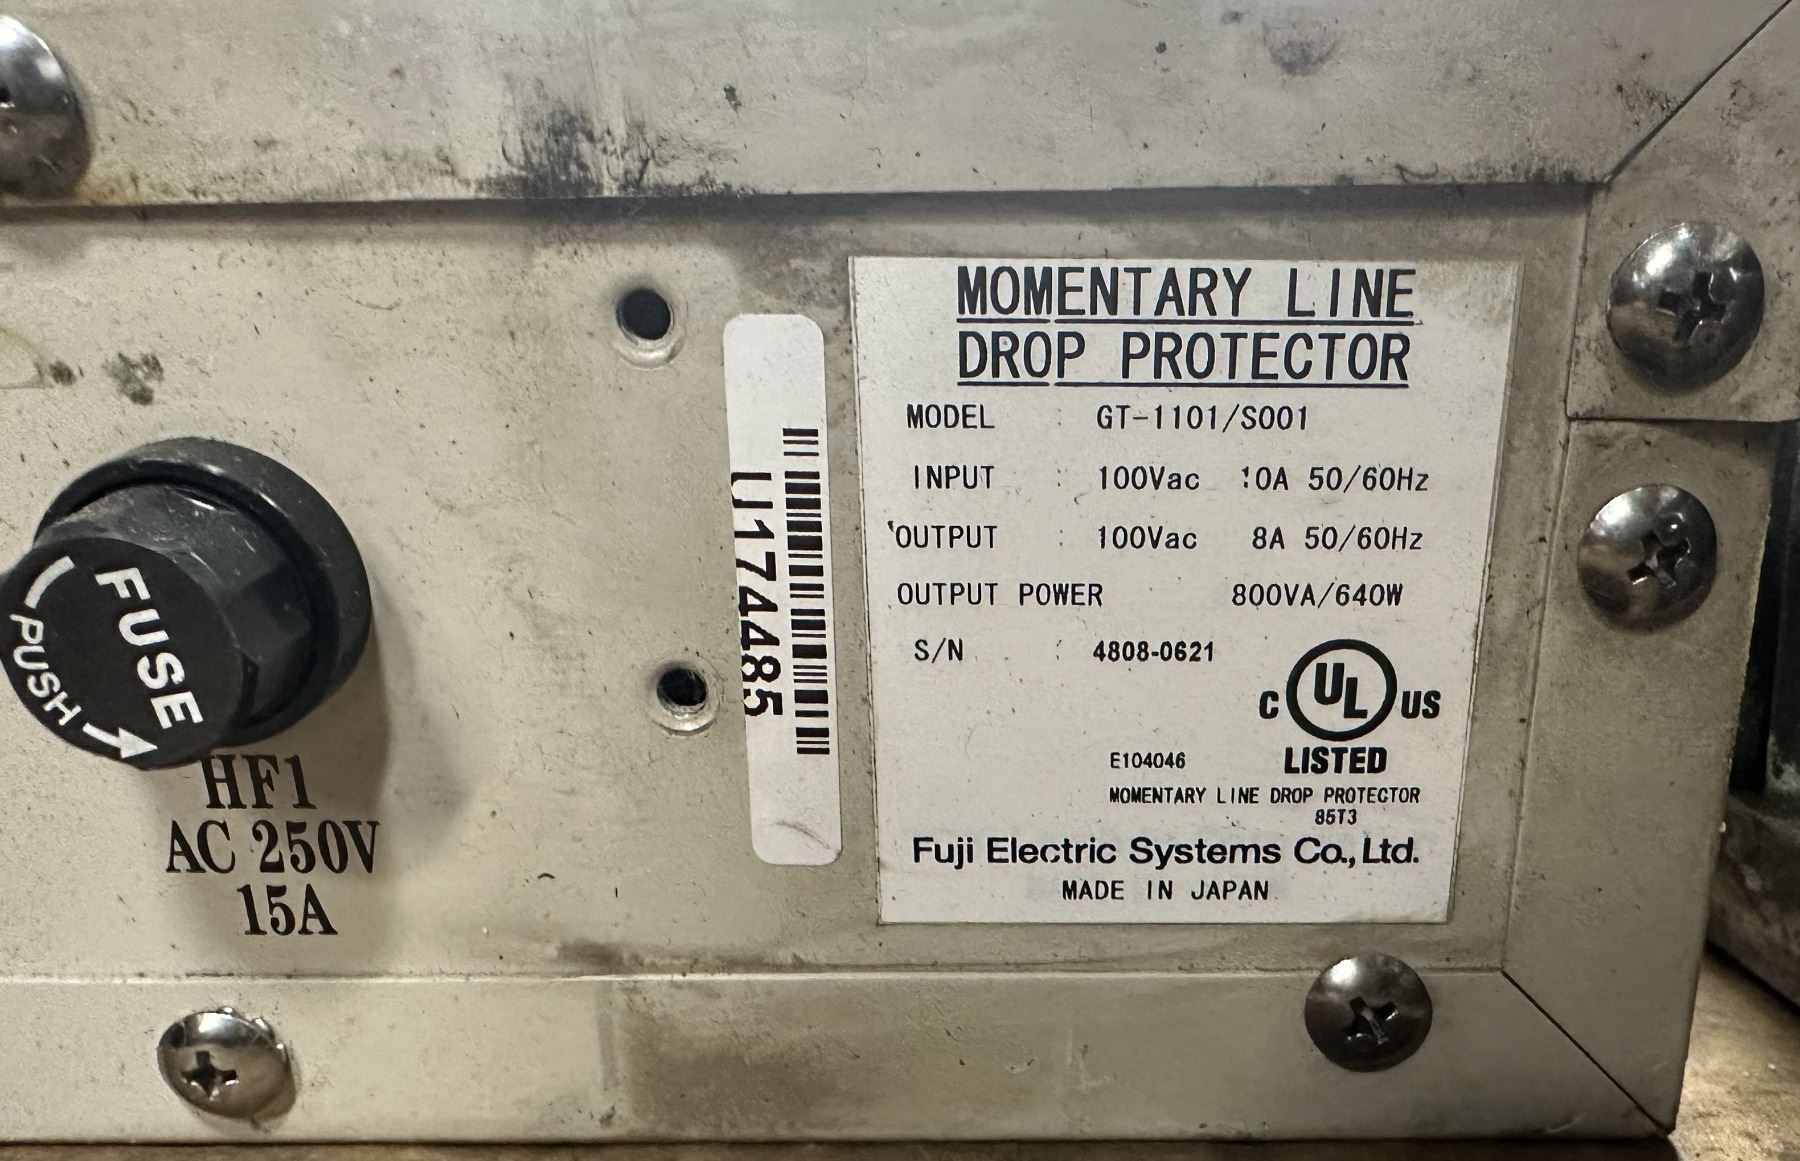 MOMENTARY LINE
DROP PROTECTOR
MODEL : GT-1101/S001
INPUT : 100Vac 10A 50/60Hz
OUTPUT : 100Vac 8A 50/60Hz
OUTPUT POWER 800VA/640W
S/N : 4808-0621
C UL US
LISTED
E104046
MOMENTARY LINE DROP PROTECTOR
85T3
Fuji Electric Systems Co., Ltd.
MADE IN JAPAN
U174485
FUSE
PUSH
HF1
AC 250V
15A